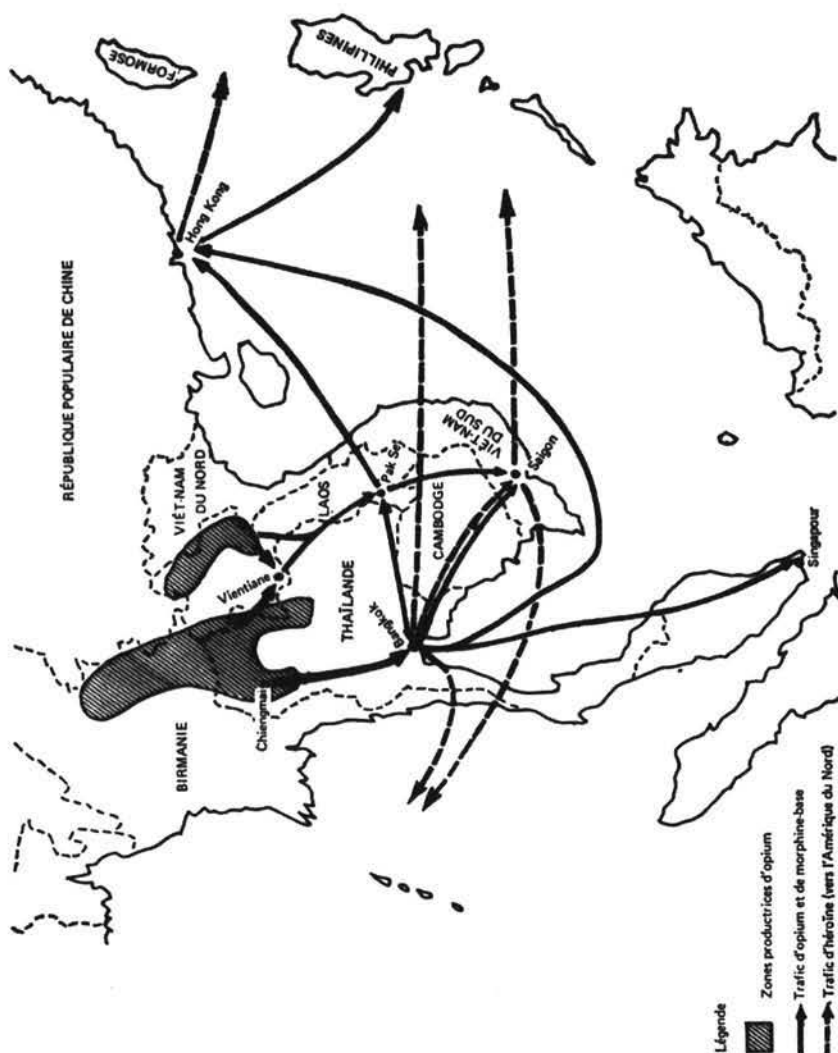 RÉPUBLIQUE POPULAIRE DE CHINE
FORMOSE
PHILLIPINES
Hong Kong
VIÊT-NAM
DU NORD
LAOS
Vientiane
Pak Sé
BIRMANIE
Chiengmai
THAÏLANDE
Bangkok
CAMBODGE
VIÊT-NAM
DU SUD
Saigon
Singapour
Légende
Zones productrices d'opium
Trafic d'opium et de morphine-base
Trafic d'héroïne (vers l'Amérique du Nord)